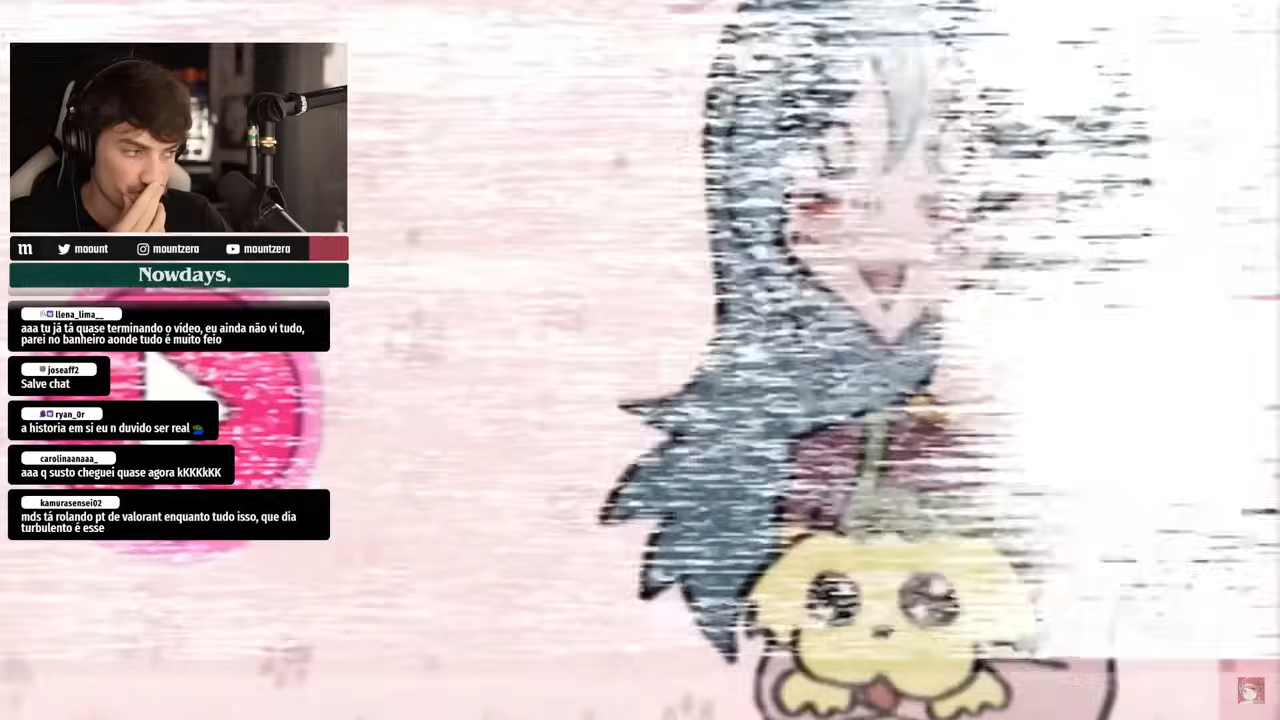 m moount mountzera mountzera
Nowdays,
llena_lima__
aaa tu já tá quase terminando o vídeo, eu ainda não vi tudo,
parei no banheiro aonde tudo é muito feio
joseaff2
Salve chat
ryan_0r
a historia em si eu n duvido ser real
carolinaanaaa_
aaa q susto cheguei quase agora kKKKkKK
kamurasensei02
mds tá rolando pt de valorant enquanto tudo isso, que dia
turbulento é esse